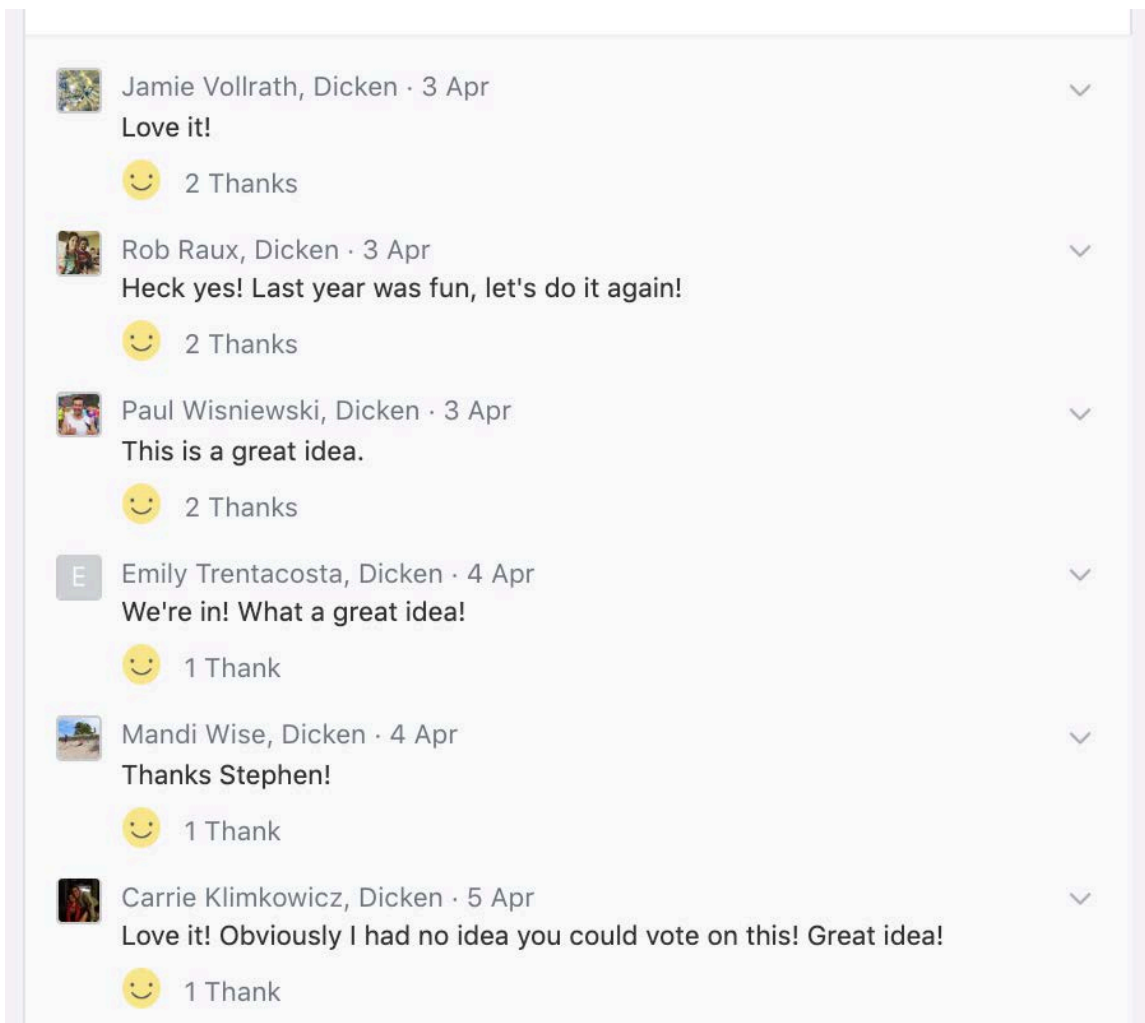 Jamie Vollrath, Dicken · 3 Apr
Love it!
2 Thanks
Rob Raux, Dicken · 3 Apr
Heck yes! Last year was fun, let's do it again!
2 Thanks
Paul Wisniewski, Dicken · 3 Apr
This is a great idea.
2 Thanks
E
Emily Trentacosta, Dicken · 4 Apr
We're in! What a great idea!
1 Thank
Mandi Wise, Dicken · 4 Apr
Thanks Stephen!
1 Thank
Carrie Klimkowicz, Dicken · 5 Apr
Love it! Obviously I had no idea you could vote on this! Great idea!
1 Thank